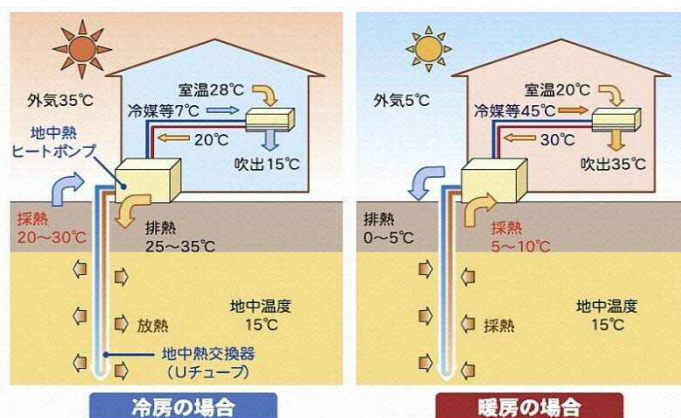 外気35℃
室温28℃
冷媒等7℃
20℃
吹出15℃
地中熱
ヒートポンプ
採熱
20～30℃
排熱
25～35℃
放熱
地中温度
15℃
地中熱交換器
(Uチューブ)
冷房の場合
外気5℃
室温20℃
冷媒等45℃
30℃
吹出35℃
排熱
0～5℃
採熱
5～10℃
採熱
地中温度
15℃
暖房の場合